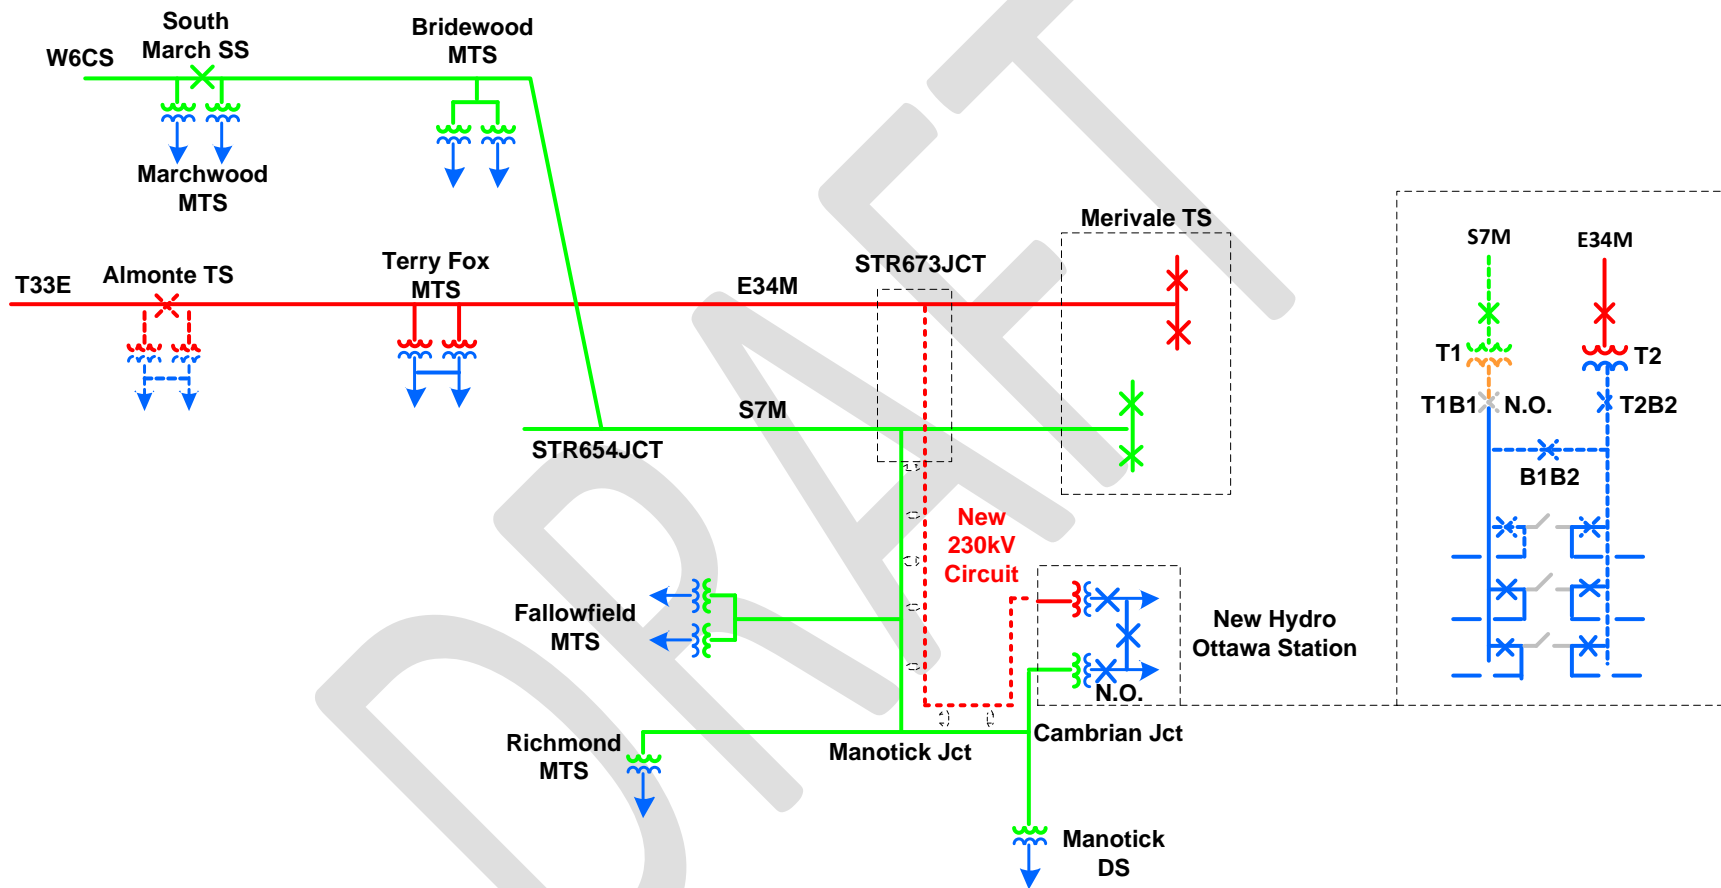 South
March SS
Bridewood
MTS
W6CS
Marchwood
MTS
Merivale TS
S7M
E34M
Almonte TS
Terry Fox
MTS
STR673JCT
T33E
E34M
T1
T2
T1B1
N.O.
T2B2
S7M
STR654JCT
B1B2
New
230kV
Circuit
Fallowfield
MTS
New Hydro
Ottawa Station
N.O.
Richmond
MTS
Manotick Jct
Cambrian Jct
Manotick
DS
DRAFT